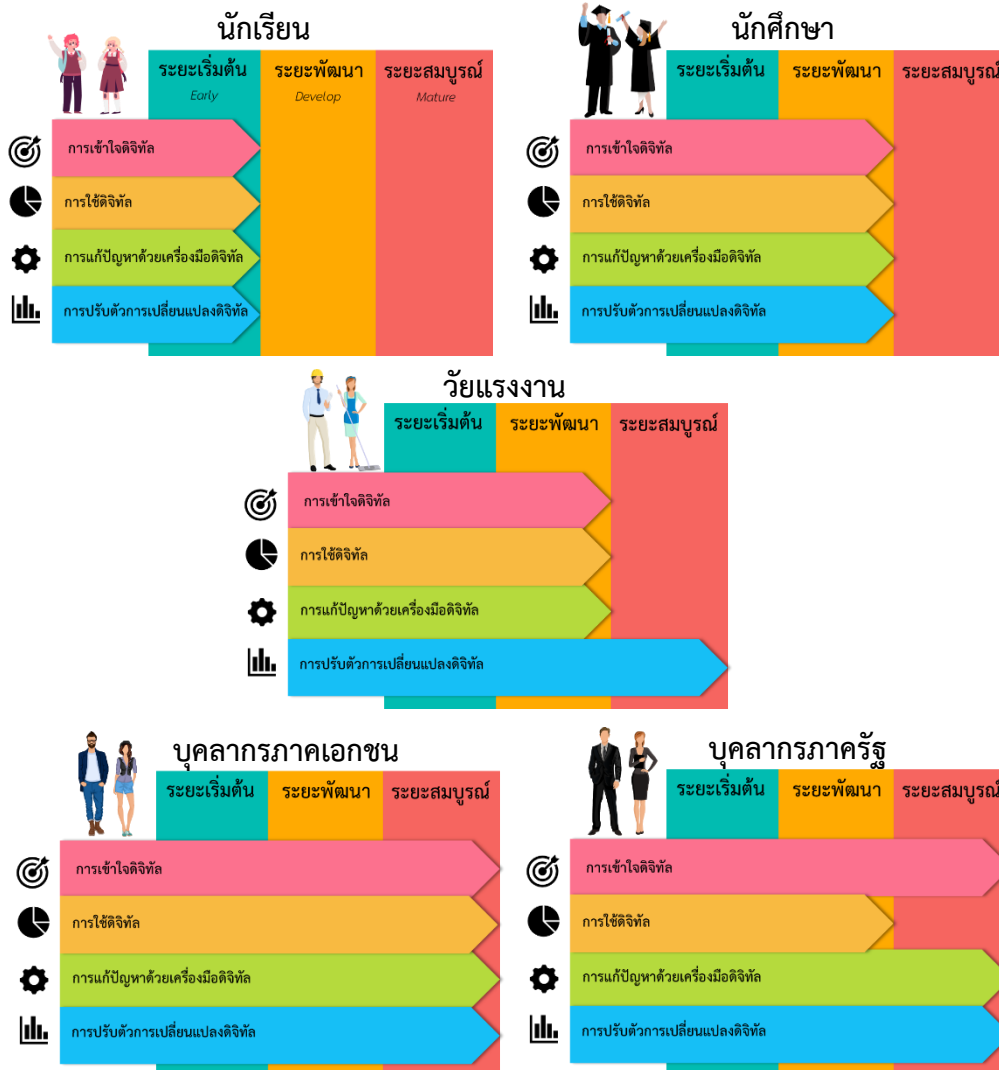 นักเรียน
ระยะเริ่มต้น ระยะพัฒนา ระยะสมบูรณ์
Early Develop Mature
การเข้าใจดิจิทัล
การใช้ดิจิทัล
การแก้ปัญหาด้วยเครื่องมือดิจิทัล
การปรับตัวการเปลี่ยนแปลงดิจิทัล
นักศึกษา
ระยะเริ่มต้น ระยะพัฒนา ระยะสมบูรณ์
การเข้าใจดิจิทัล
การใช้ดิจิทัล
การแก้ปัญหาด้วยเครื่องมือดิจิทัล
การปรับตัวการเปลี่ยนแปลงดิจิทัล
วัยแรงงาน
ระยะเริ่มต้น ระยะพัฒนา ระยะสมบูรณ์
การเข้าใจดิจิทัล
การใช้ดิจิทัล
การแก้ปัญหาด้วยเครื่องมือดิจิทัล
การปรับตัวการเปลี่ยนแปลงดิจิทัล
บุคลากรภาคเอกชน
ระยะเริ่มต้น ระยะพัฒนา ระยะสมบูรณ์
การเข้าใจดิจิทัล
การใช้ดิจิทัล
การแก้ปัญหาด้วยเครื่องมือดิจิทัล
การปรับตัวการเปลี่ยนแปลงดิจิทัล
บุคลากรภาครัฐ
ระยะเริ่มต้น ระยะพัฒนา ระยะสมบูรณ์
การเข้าใจดิจิทัล
การใช้ดิจิทัล
การแก้ปัญหาด้วยเครื่องมือดิจิทัล
การปรับตัวการเปลี่ยนแปลงดิจิทัล